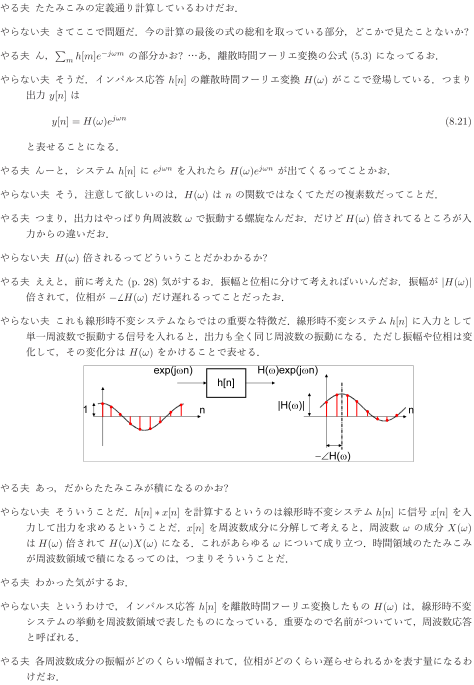 やる夫 たたみこみの定義通り計算しているわけだお．
やらない夫 さてここで問題だ．今の計算の最後の式の総和を取っている部分，どこかで見たことないか?
やる夫 ん，∑_m h[m]e^{-jωm} の部分かお? …あ，離散時間フーリエ変換の公式 (5.3) になってるお．
やらない夫 そうだ．インパルス応答 h[n] の離散時間フーリエ変換 H(ω) がここで登場している．つまり
出力 y[n] は
y[n] = H(ω)e^{jωn} (8.21)
と表せることになる．
やる夫 んーと，システム h[n] に e^{jωn} を入れたら H(ω)e^{jωn} が出てくるってことかお．
やらない夫 そう，注意して欲しいのは，H(ω) は n の関数ではなくてただの複素数だってことだ．
やる夫 つまり，出力はやっぱり角周波数 ω で振動する螺旋なんだお．だけど H(ω) 倍されてるところが入
力からの違いだお．
やらない夫 H(ω) 倍されるってどういうことだかわかるか?
やる夫 ええと，前に考えた (p. 28) 気がするお．振幅と位相に分けて考えればいいんだお．振幅が |H(ω)|
倍されて，位相が −∠H(ω) だけ遅れるってことだったお．
やらない夫 これも線形時不変システムならではの重要な特徴だ．線形時不変システム h[n] に入力として
単一周波数で振動する信号を入れると，出力も全く同じ周波数の振動になる．ただし振幅や位相は変
化して，その変化分は H(ω) をかけることで表せる．
exp(jωn) h[n] H(ω)exp(jωn)
1 n |H(ω)| n
−∠H(ω)
やる夫 あっ，だからたたみこみが積になるのかお?
やらない夫 そういうことだ．h[n] ∗ x[n] を計算するというのは線形時不変システム h[n] に信号 x[n] を入
力して出力を求めるということだ．x[n] を周波数成分に分解して考えると，周波数 ω の成分 X(ω)
は H(ω) 倍されて H(ω)X(ω) になる．これがあらゆる ω について成り立つ．時間領域のたたみこみ
が周波数領域で積になるってのは，つまりそういうことだ．
やる夫 わかった気がするお．
やらない夫 というわけで，インパルス応答 h[n] を離散時間フーリエ変換したもの H(ω) は，線形時不変
システムの挙動を周波数領域で表したものになっている．重要なので名前がついていて，周波数応答
と呼ばれる．
やる夫 各周波数成分の振幅がどのくらい増幅されて，位相がどのくらい遅らせられるかを表す量になるわ
けだお．